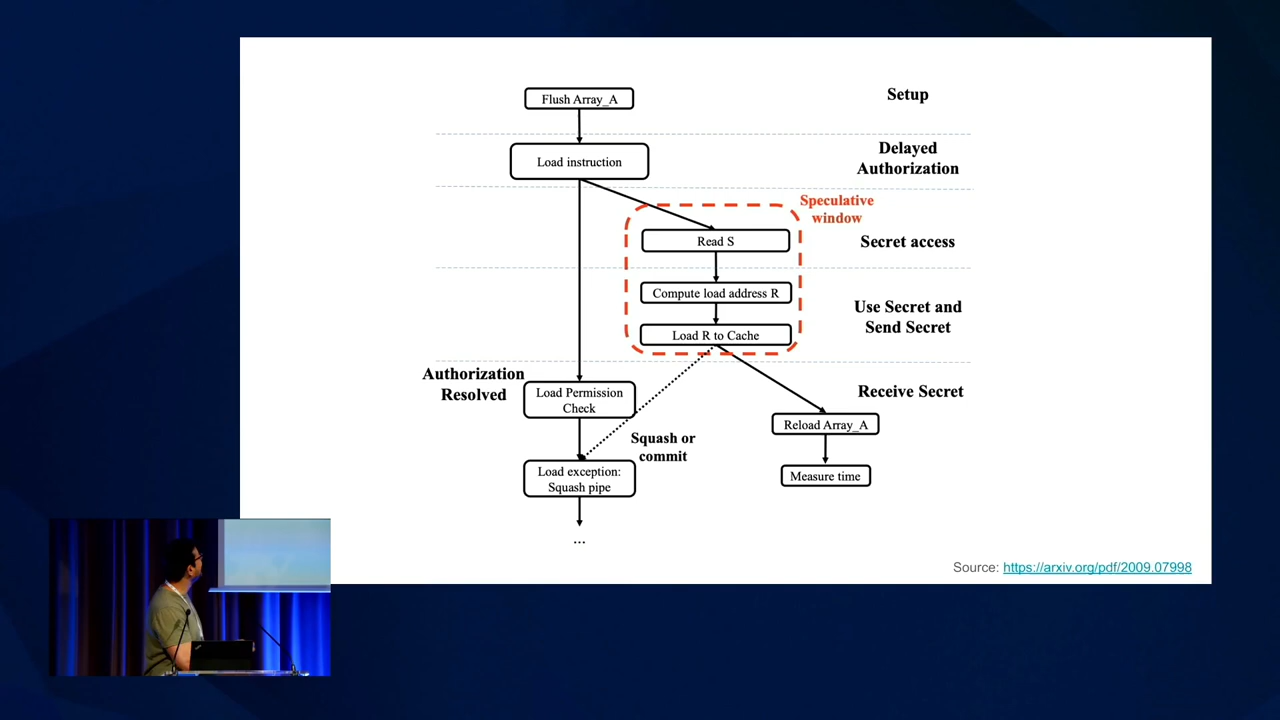 Flush Array_A
Setup
Load instruction
Delayed
Authorization
Speculative
window
Read S
Secret access
Compute load address R
Use Secret and
Send Secret
Load R to Cache
Authorization
Resolved
Load Permission
Check
Receive Secret
Reload Array_A
Squash or
commit
Load exception:
Squash pipe
Measure time
...
Source: https://arxiv.org/pdf/2009.07998